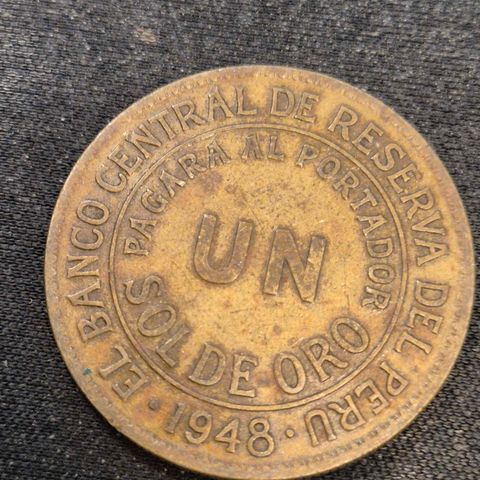 EL BANCO CENTRAL DE RESERVA DEL PERU
PAGARA AL PORTADOR
UN
SOL DE ORO
· 1948 ·